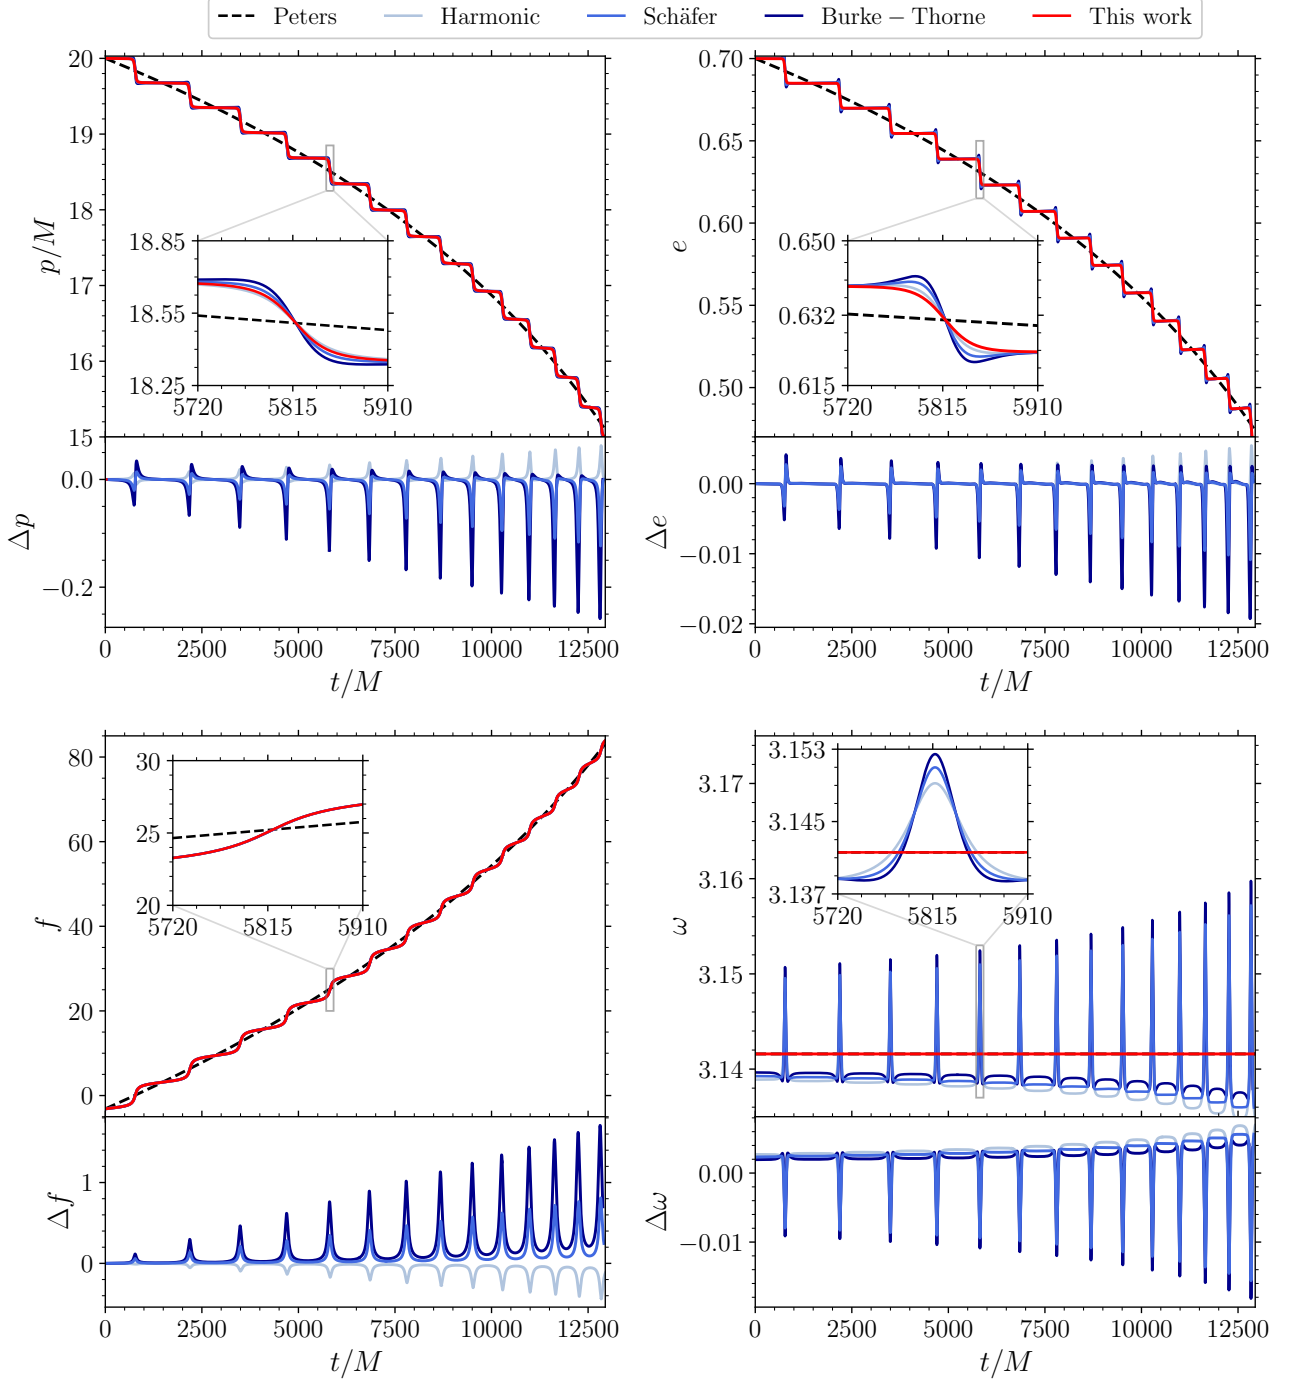 Peters Harmonic Schäfer Burke − Thorne This work
20
19
18
17
16
15
p/M
18.85
18.55
18.25
5720 5815 5910
0.0
−0.2
Δp
0 2500 5000 7500 10000 12500
t/M
0.70
0.65
0.60
0.55
0.50
e
0.650
0.632
0.615
5720 5815 5910
0.00
−0.01
−0.02
Δe
0 2500 5000 7500 10000 12500
t/M
80
60
40
20
0
f
30
25
20
5720 5815 5910
1
0
Δf
0 2500 5000 7500 10000 12500
t/M
3.17
3.16
3.15
3.14
ω
3.153
3.145
3.137
5720 5815 5910
0.00
−0.01
Δω
0 2500 5000 7500 10000 12500
t/M